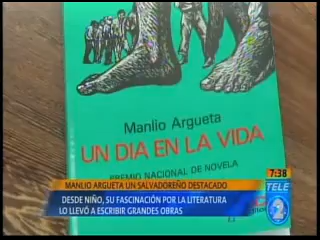 Manlio Argueta
UN DIA EN LA VIDA
PREMIO NACIONAL DE NOVELA
7:38
MANLIO ARGUETA UN SALVADOREÑO DESTACADO
TELE
DESDE NIÑO, SU FASCINACIÓN POR LA LITERATURA
LO LLEVÓ A ESCRIBIR GRANDES OBRAS